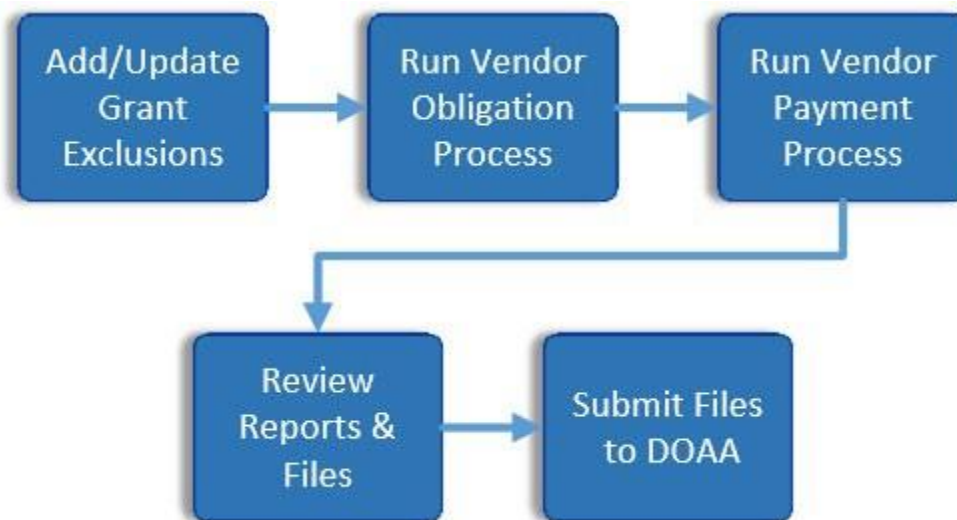 Add/Update
Grant
Exclusions
Run Vendor
Obligation
Process
Run Vendor
Payment
Process
Review
Reports &
Files
Submit Files
to DOAA